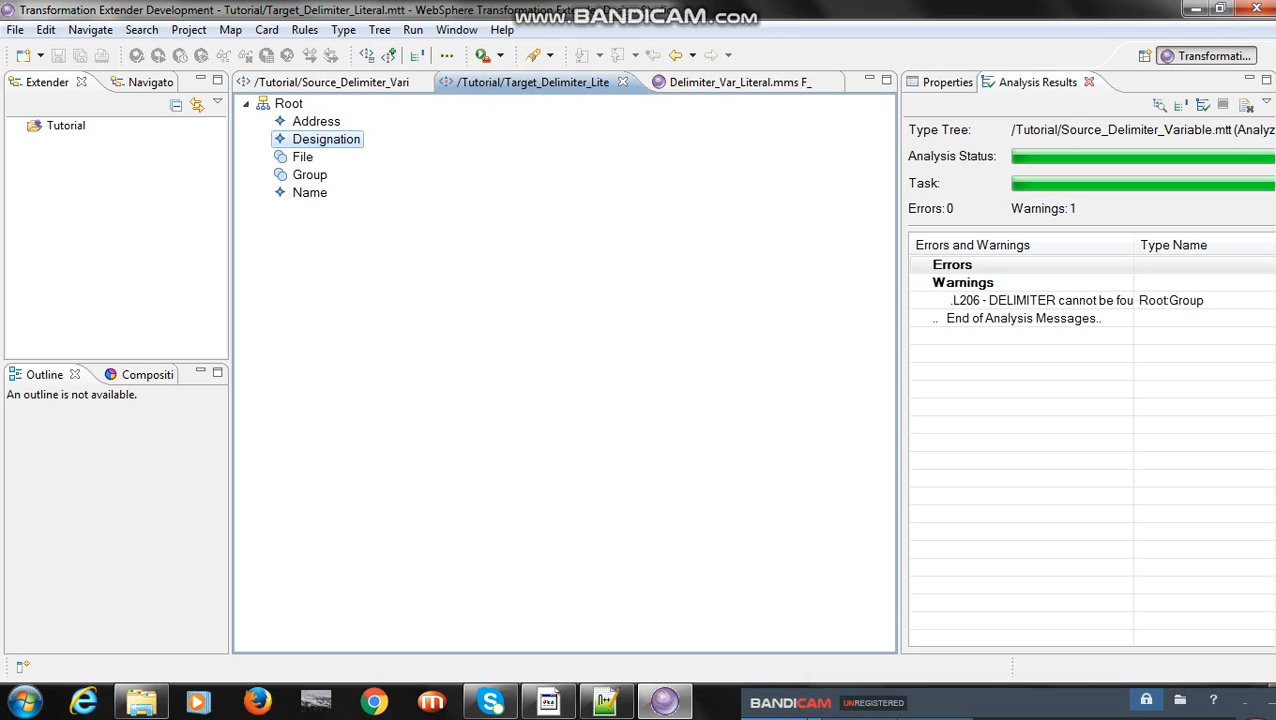 Transformation Extender Development - Tutorial/Target_Delimiter_Literal.mtt - WebSphere Transformation Extender
www.BANDICAM.com
File Edit Navigate Search Project Map Card Rules Type Tree Run Window Help
Transformati...
Extender Navigato
/Tutorial/Source_Delimiter_Vari /Tutorial/Target_Delimiter_Lite Delimiter_Var_Literal.mms F_
Properties Analysis Results
Root
Address
Designation
File
Group
Name
Tutorial
Type Tree: /Tutorial/Source_Delimiter_Variable.mtt (Analyz
Analysis Status:
Task:
Errors: 0 Warnings: 1
Errors and Warnings Type Name
Errors
Warnings
.L206 - DELIMITER cannot be fou Root:Group
.. End of Analysis Messages..
Outline Compositi
An outline is not available.
BANDICAM UNREGISTERED